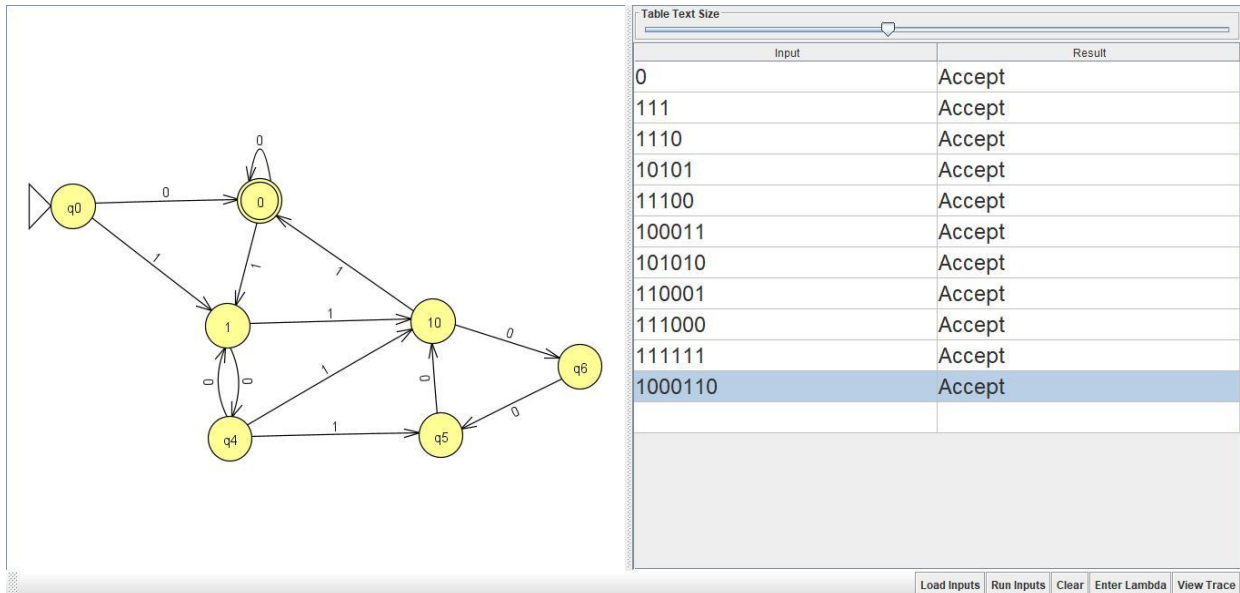 Table Text Size
Input Result
0 Accept
111 Accept
1110 Accept
10101 Accept
11100 Accept
100011 Accept
101010 Accept
110001 Accept
111000 Accept
111111 Accept
1000110 Accept
0
q0 0 0
1 1 1
1 1 10 0
0 0 1 0 q6
q4 1 q5 0
Load Inputs Run Inputs Clear Enter Lambda View Trace